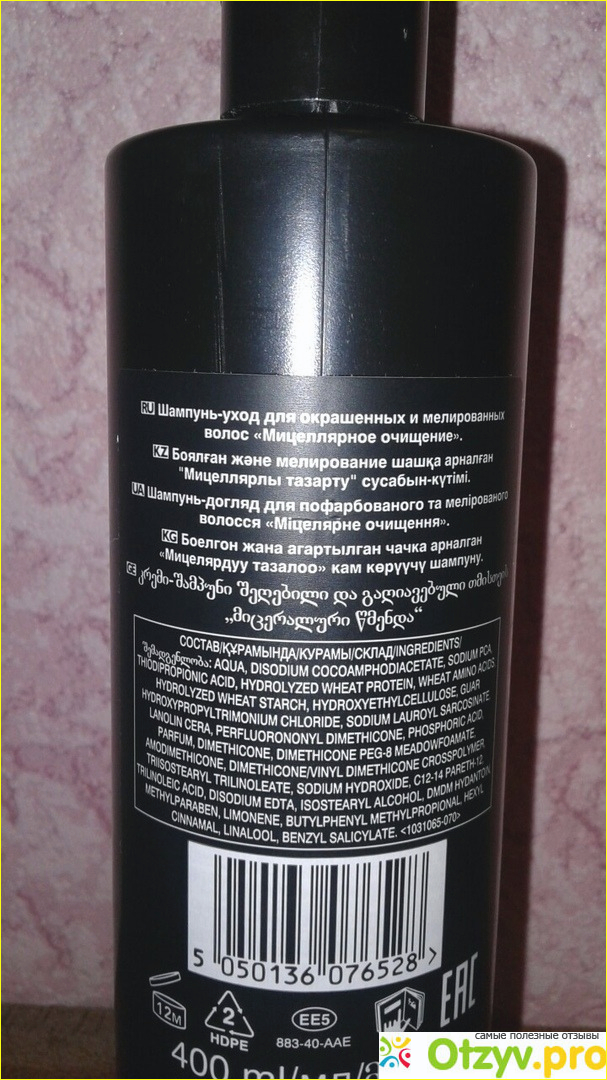 RU Шампунь-уход для окрашенных и мелированных
волос «Мицеллярное очищение».
KZ Боялған және мелирование шашқа арналған
"Мицеллярлы тазарту" сусабын-күтімі.
UA Шампунь-догляд для пофарбованого та мелірованого
волосся «Міцелярне очищення».
KG Боелгон жана агартылган чачка арналган
«Мицелярдуу тазалоо» кам көрүүчү шампуну.
GE კრემი-შამპუნი შეღებილი და გაღიავებული თმისთვის
„მიცერალური წმენდა“
СОСТАВ/ҚҰРАМЫНДА/КУРАМЫ/СКЛАД/INGREDIENTS/
შემადგენლობა: AQUA, DISODIUM COCOAMPHODIACETATE, SODIUM PCA,
THIODIPROPIONIC ACID, HYDROLYZED WHEAT PROTEIN, WHEAT AMINO ACIDS,
HYDROLYZED WHEAT STARCH, HYDROXYETHYLCELLULOSE, GUAR
HYDROXYPROPYLTRIMONIUM CHLORIDE, SODIUM LAUROYL SARCOSINATE,
LANOLIN CERA, PERFLUORONONYL DIMETHICONE, PHOSPHORIC ACID,
PARFUM, DIMETHICONE, DIMETHICONE PEG-8 MEADOWFOAMATE,
AMODIMETHICONE, DIMETHICONE/VINYL DIMETHICONE CROSSPOLYMER,
TRIISOSTEARYL TRILINOLEATE, SODIUM HYDROXIDE, C12-14 PARETH-12,
TRILINOLEIC ACID, DISODIUM EDTA, ISOSTEARYL ALCOHOL, DMDM HYDANTOIN,
METHYLPARABEN, LIMONENE, BUTYLPHENYL METHYLPROPIONAL, HEXYL
CINNAMAL, LINALOOL, BENZYL SALICYLATE. <1031065-070>
5 050136 076528 >
12M
2
HDPE
EE5
883-40-AAE
EAC
400 ml/мл/
самые полезные отзывы
Otzyv.pro